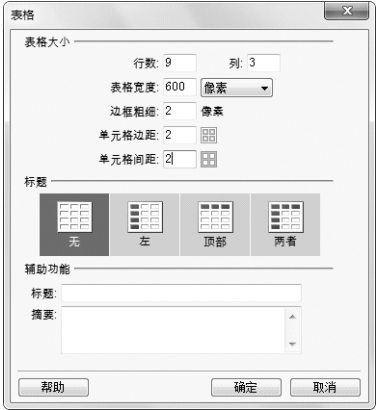 表格
表格大小
行数: 9 列: 3
表格宽度: 600 像素
边框粗细: 2 像素
单元格边距: 2
单元格间距: 2
标题
无 左 顶部 两者
辅助功能
标题:
摘要:
帮助 确定 取消